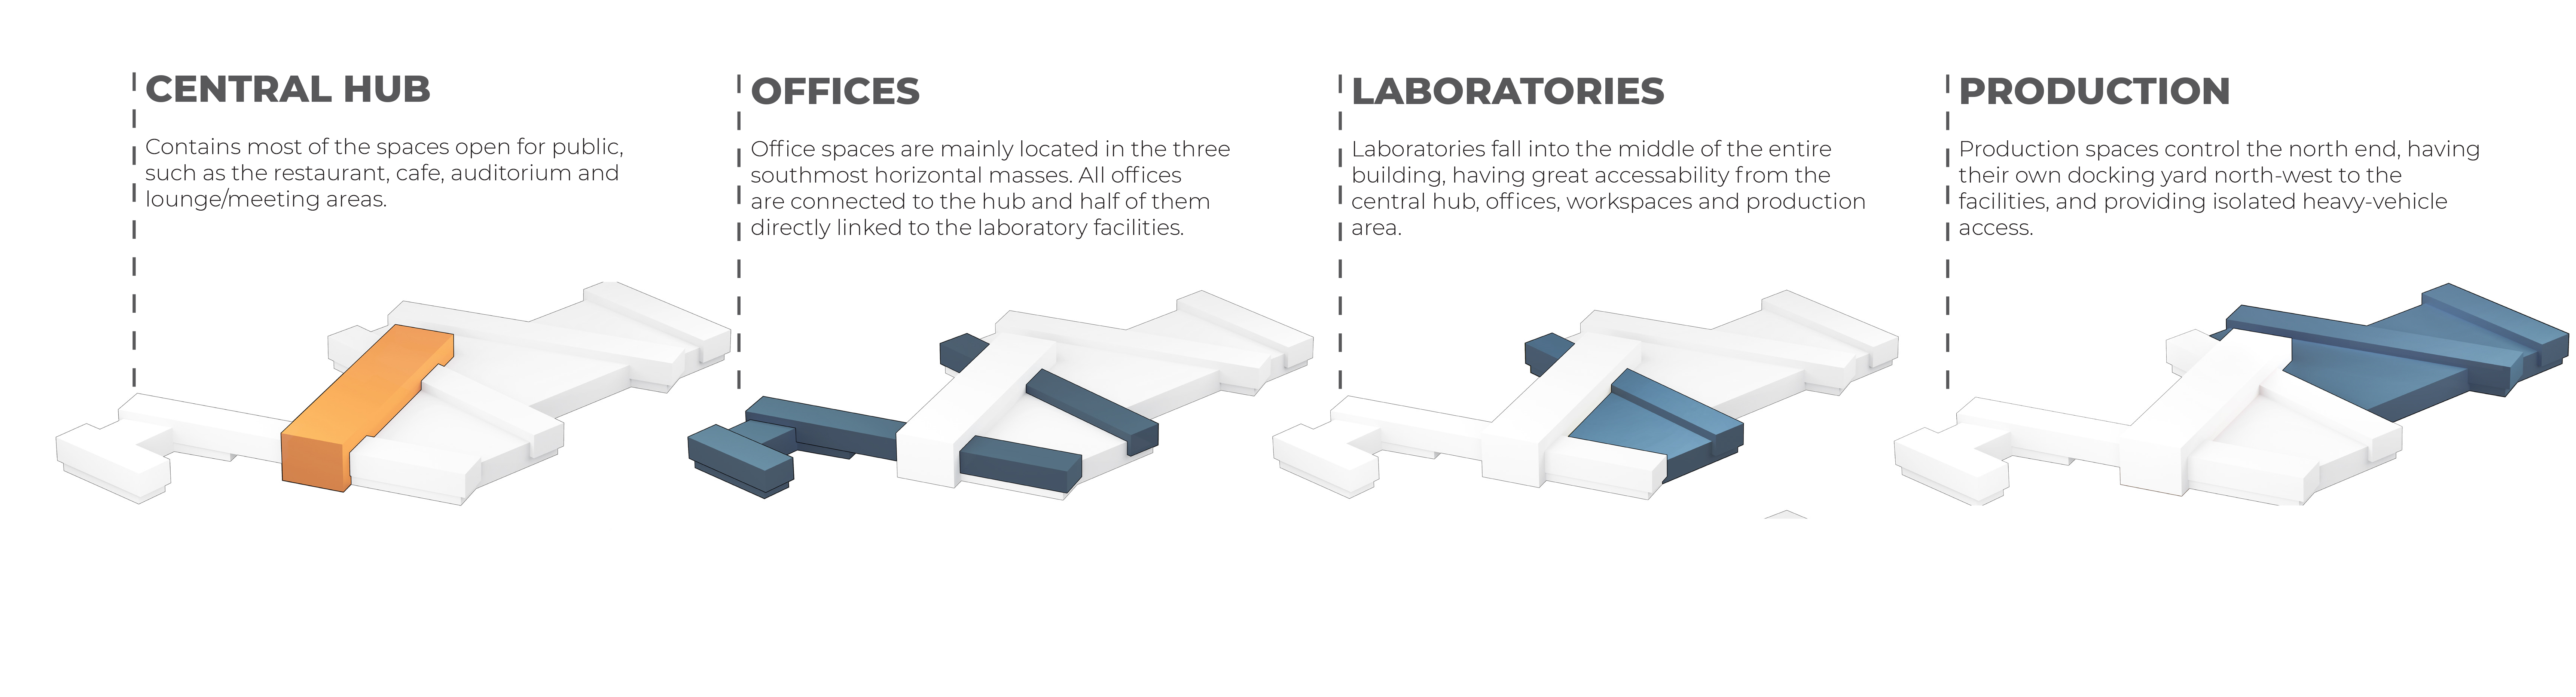 CENTRAL HUB
Contains most of the spaces open for public,
such as the restaurant, cafe, auditorium and
lounge/meeting areas.
OFFICES
Office spaces are mainly located in the three
southmost horizontal masses. All offices
are connected to the hub and half of them
directly linked to the laboratory facilities.
LABORATORIES
Laboratories fall into the middle of the entire
building, having great accessability from the
central hub, offices, workspaces and production
area.
PRODUCTION
Production spaces control the north end, having
their own docking yard north-west to the
facilities, and providing isolated heavy-vehicle
access.